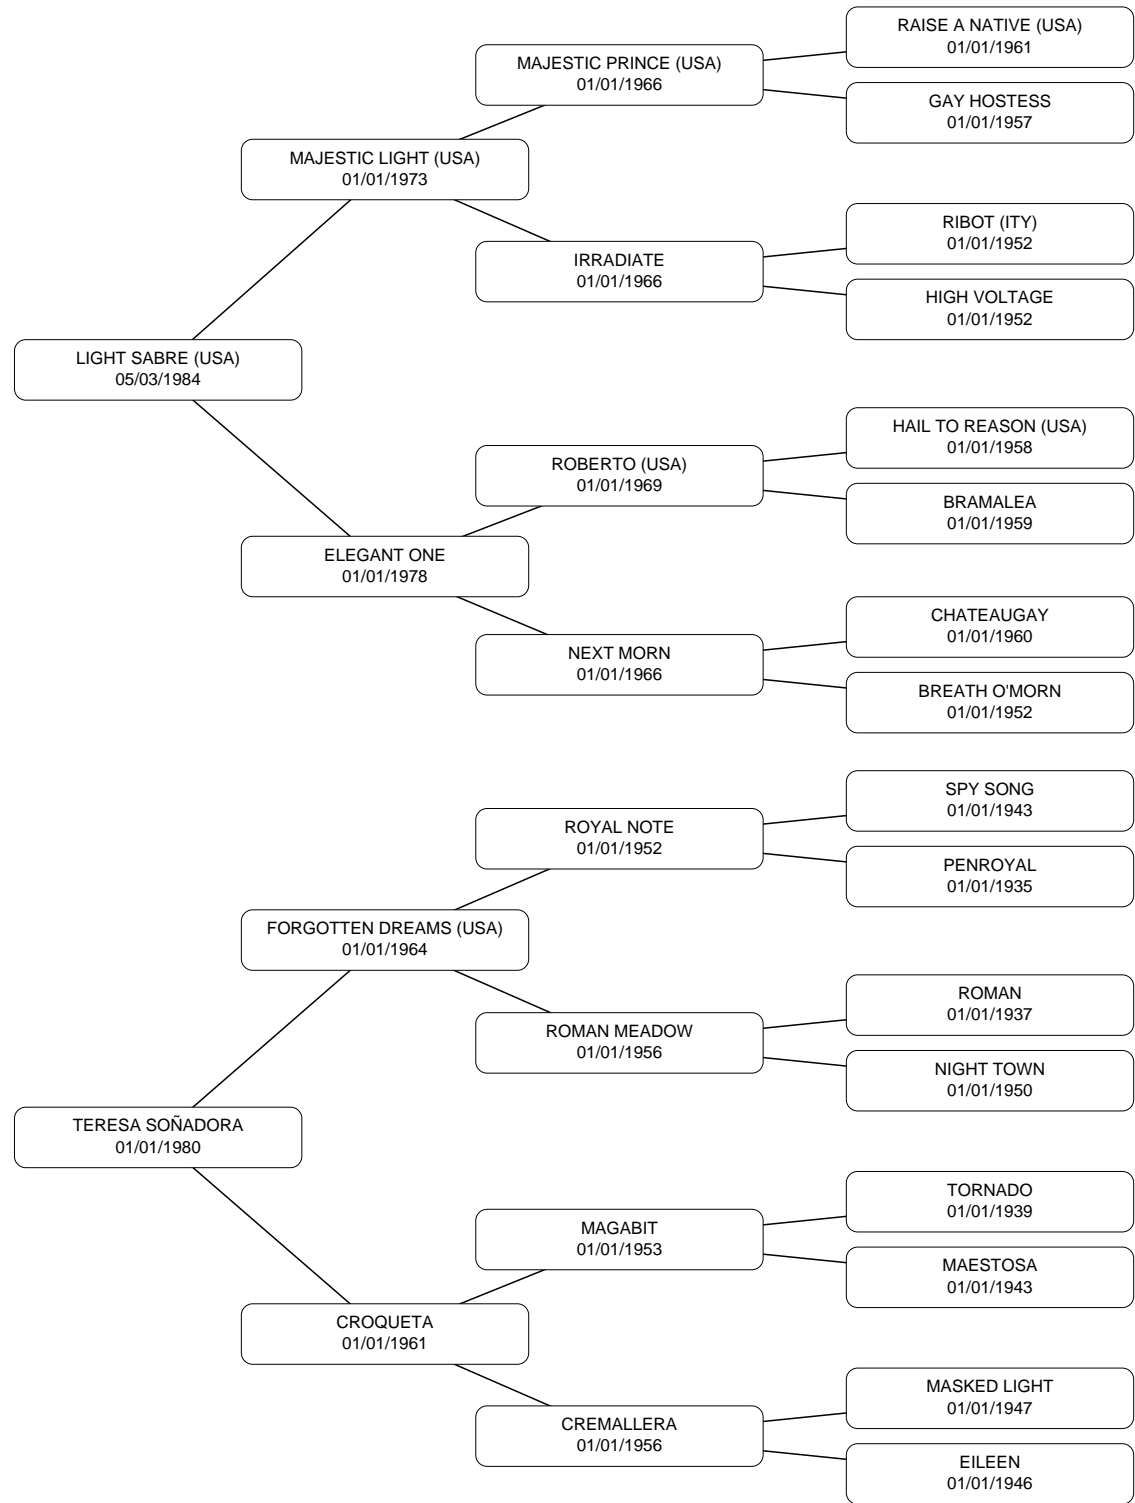 RAISE A NATIVE (USA)
01/01/1961
MAJESTIC PRINCE (USA)
01/01/1966
GAY HOSTESS
01/01/1957
MAJESTIC LIGHT (USA)
01/01/1973
RIBOT (ITY)
01/01/1952
IRRADIATE
01/01/1966
HIGH VOLTAGE
01/01/1952
LIGHT SABRE (USA)
05/03/1984
HAIL TO REASON (USA)
01/01/1958
ROBERTO (USA)
01/01/1969
BRAMALEA
01/01/1959
ELEGANT ONE
01/01/1978
CHATEAUGAY
01/01/1960
NEXT MORN
01/01/1966
BREATH O'MORN
01/01/1952
SPY SONG
01/01/1943
ROYAL NOTE
01/01/1952
PENROYAL
01/01/1935
FORGOTTEN DREAMS (USA)
01/01/1964
ROMAN
01/01/1937
ROMAN MEADOW
01/01/1956
NIGHT TOWN
01/01/1950
TERESA SOÑADORA
01/01/1980
TORNADO
01/01/1939
MAGABIT
01/01/1953
MAESTOSA
01/01/1943
CROQUETA
01/01/1961
MASKED LIGHT
01/01/1947
CREMALLERA
01/01/1956
EILEEN
01/01/1946